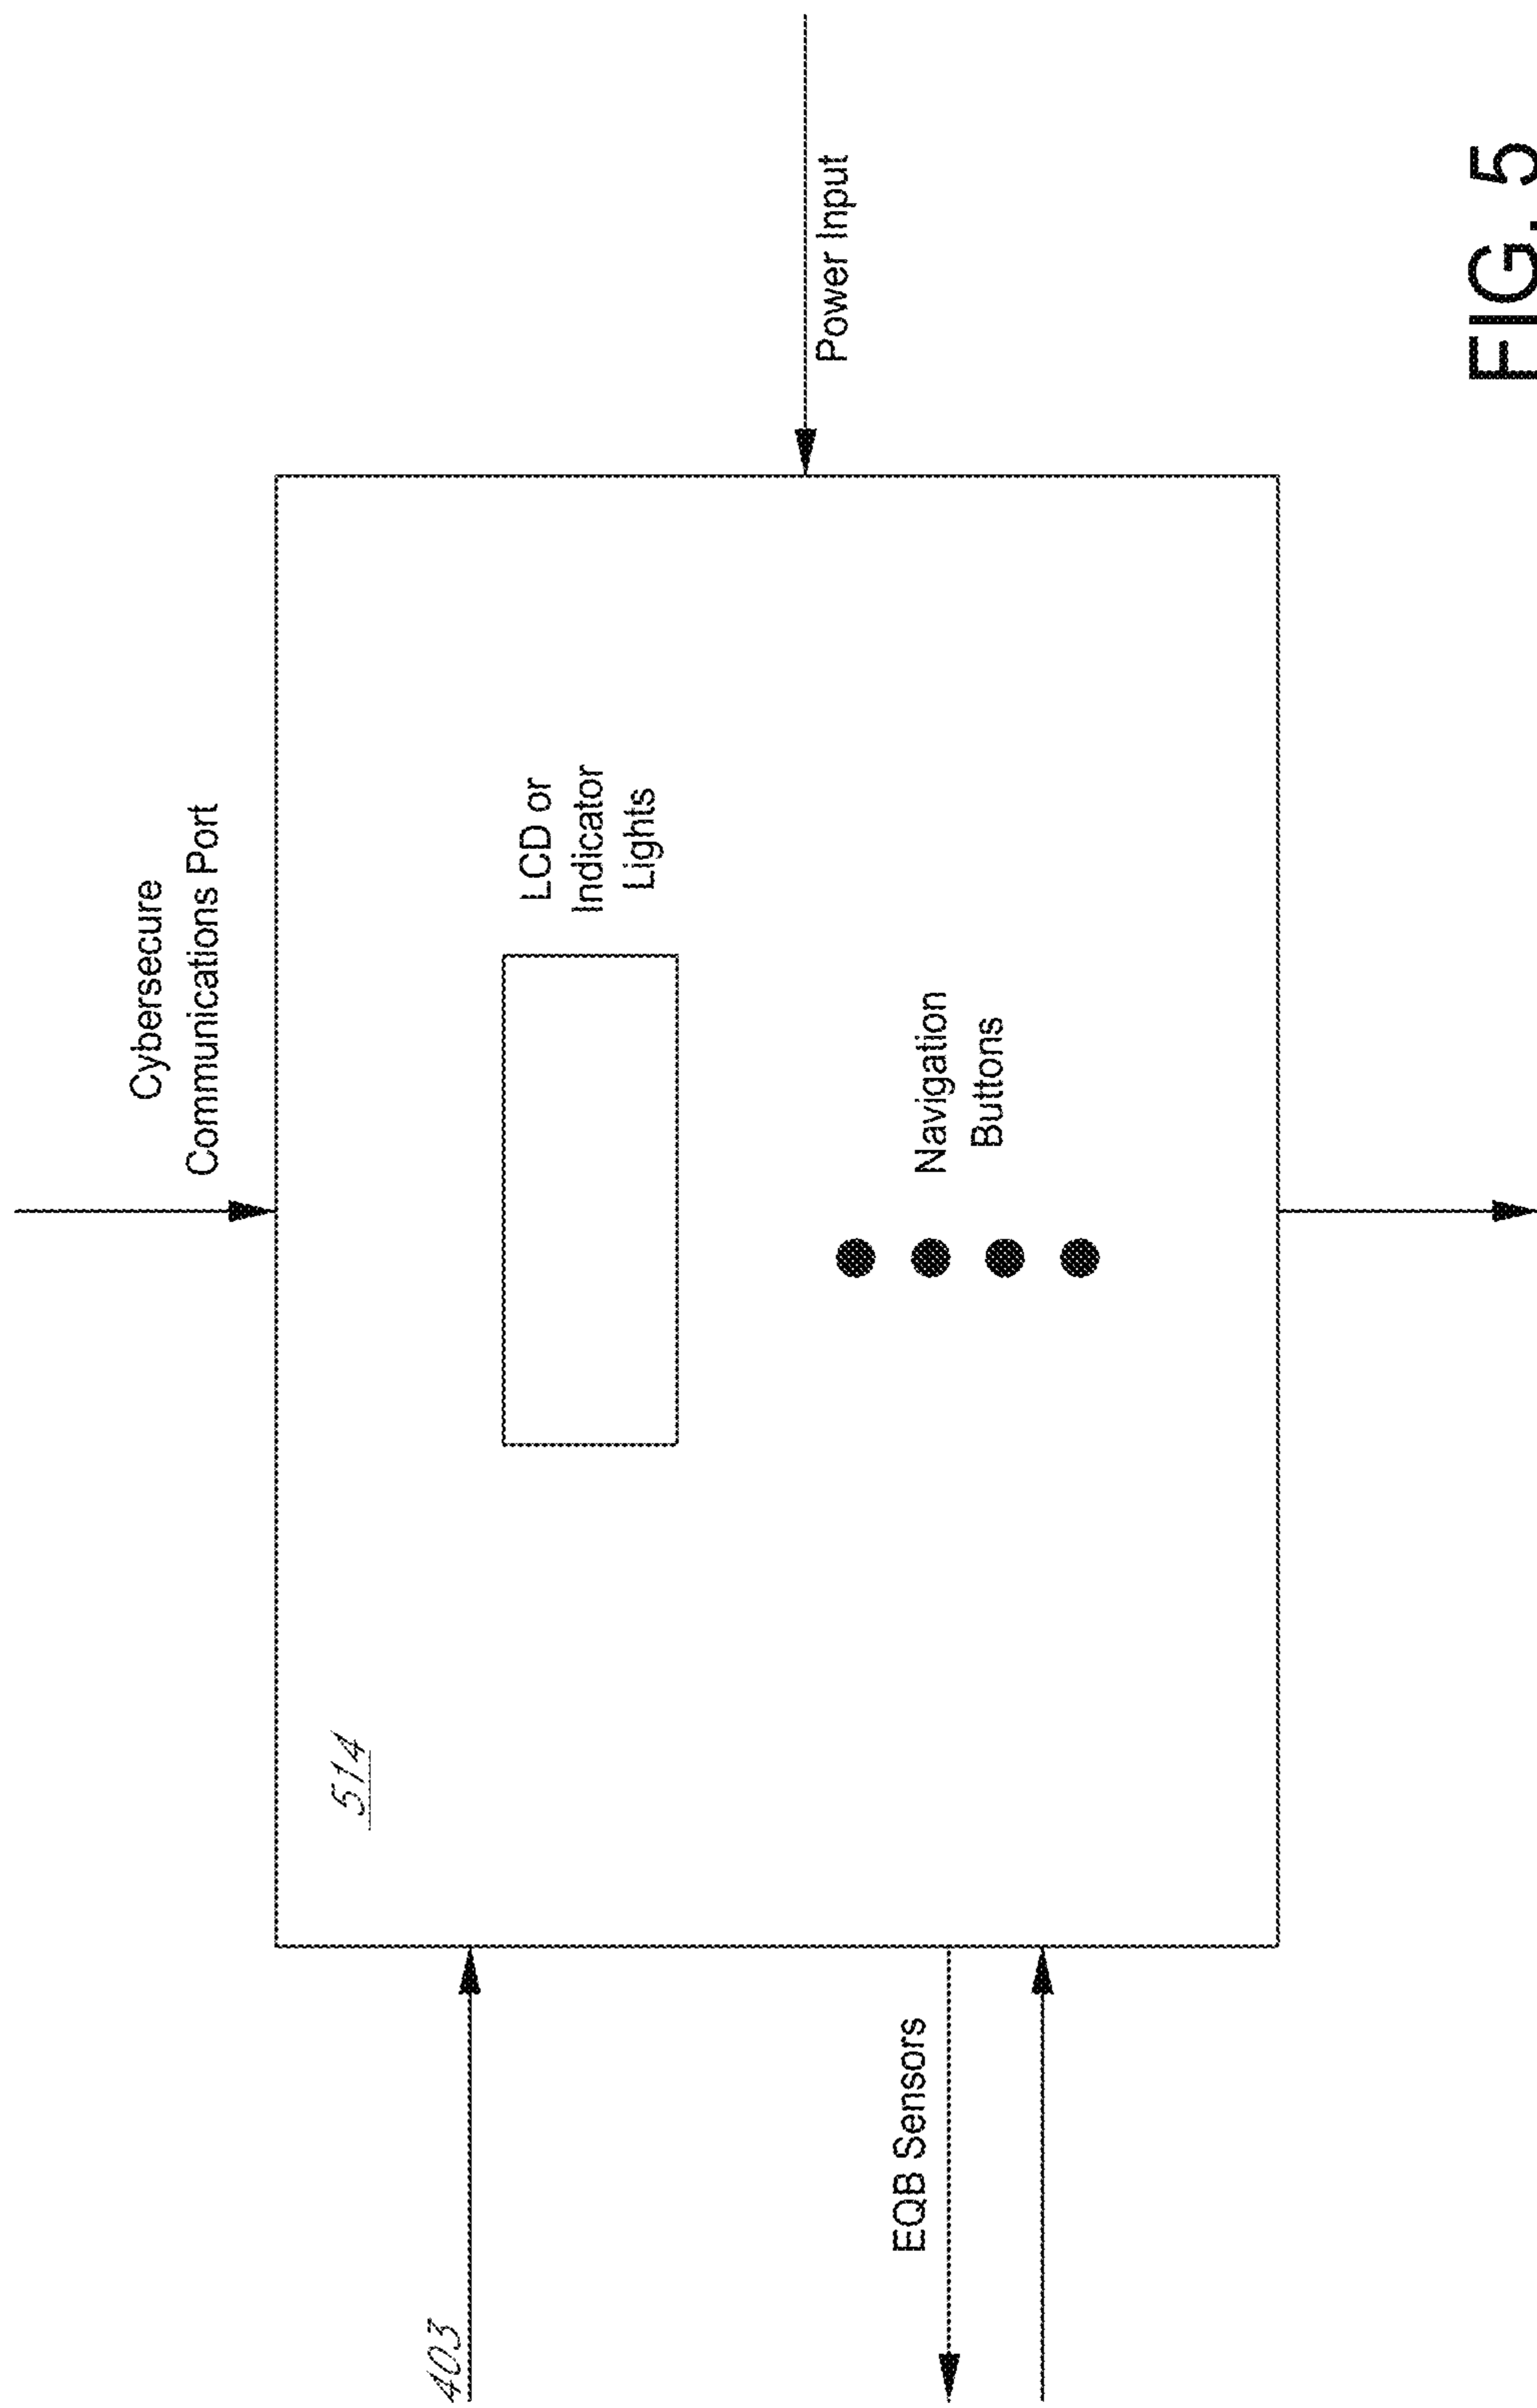 Cybersecure
Communications Port
403
514
LCD or
Indicator
Lights
Power Input
EQB Sensors
Navigation
Buttons
FIG. 5